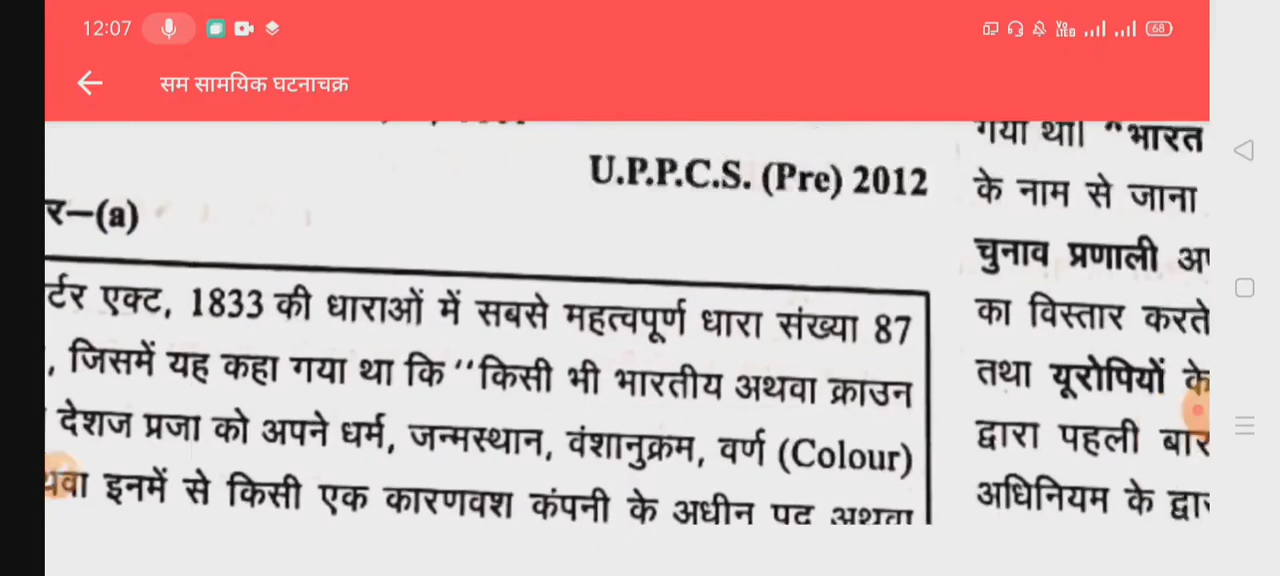 12:07
68
सम सामयिक घटनाचक्र
U.P.P.C.S. (Pre) 2012
र–(a)
र्टर एक्ट, 1833 की धाराओं में सबसे महत्वपूर्ण धारा संख्या 87
, जिसमें यह कहा गया था कि "किसी भी भारतीय अथवा क्राउन
देशज प्रजा को अपने धर्म, जन्मस्थान, वंशानुक्रम, वर्ण (Colour)
इनमें से किसी एक कारणवश कंपनी के अधीन पद अथवा
गया था। "भारत
के नाम से जाना
चुनाव प्रणाली
का विस्तार करते
तथा यूरोपियों के
द्वारा पहली बार
अधिनियम के